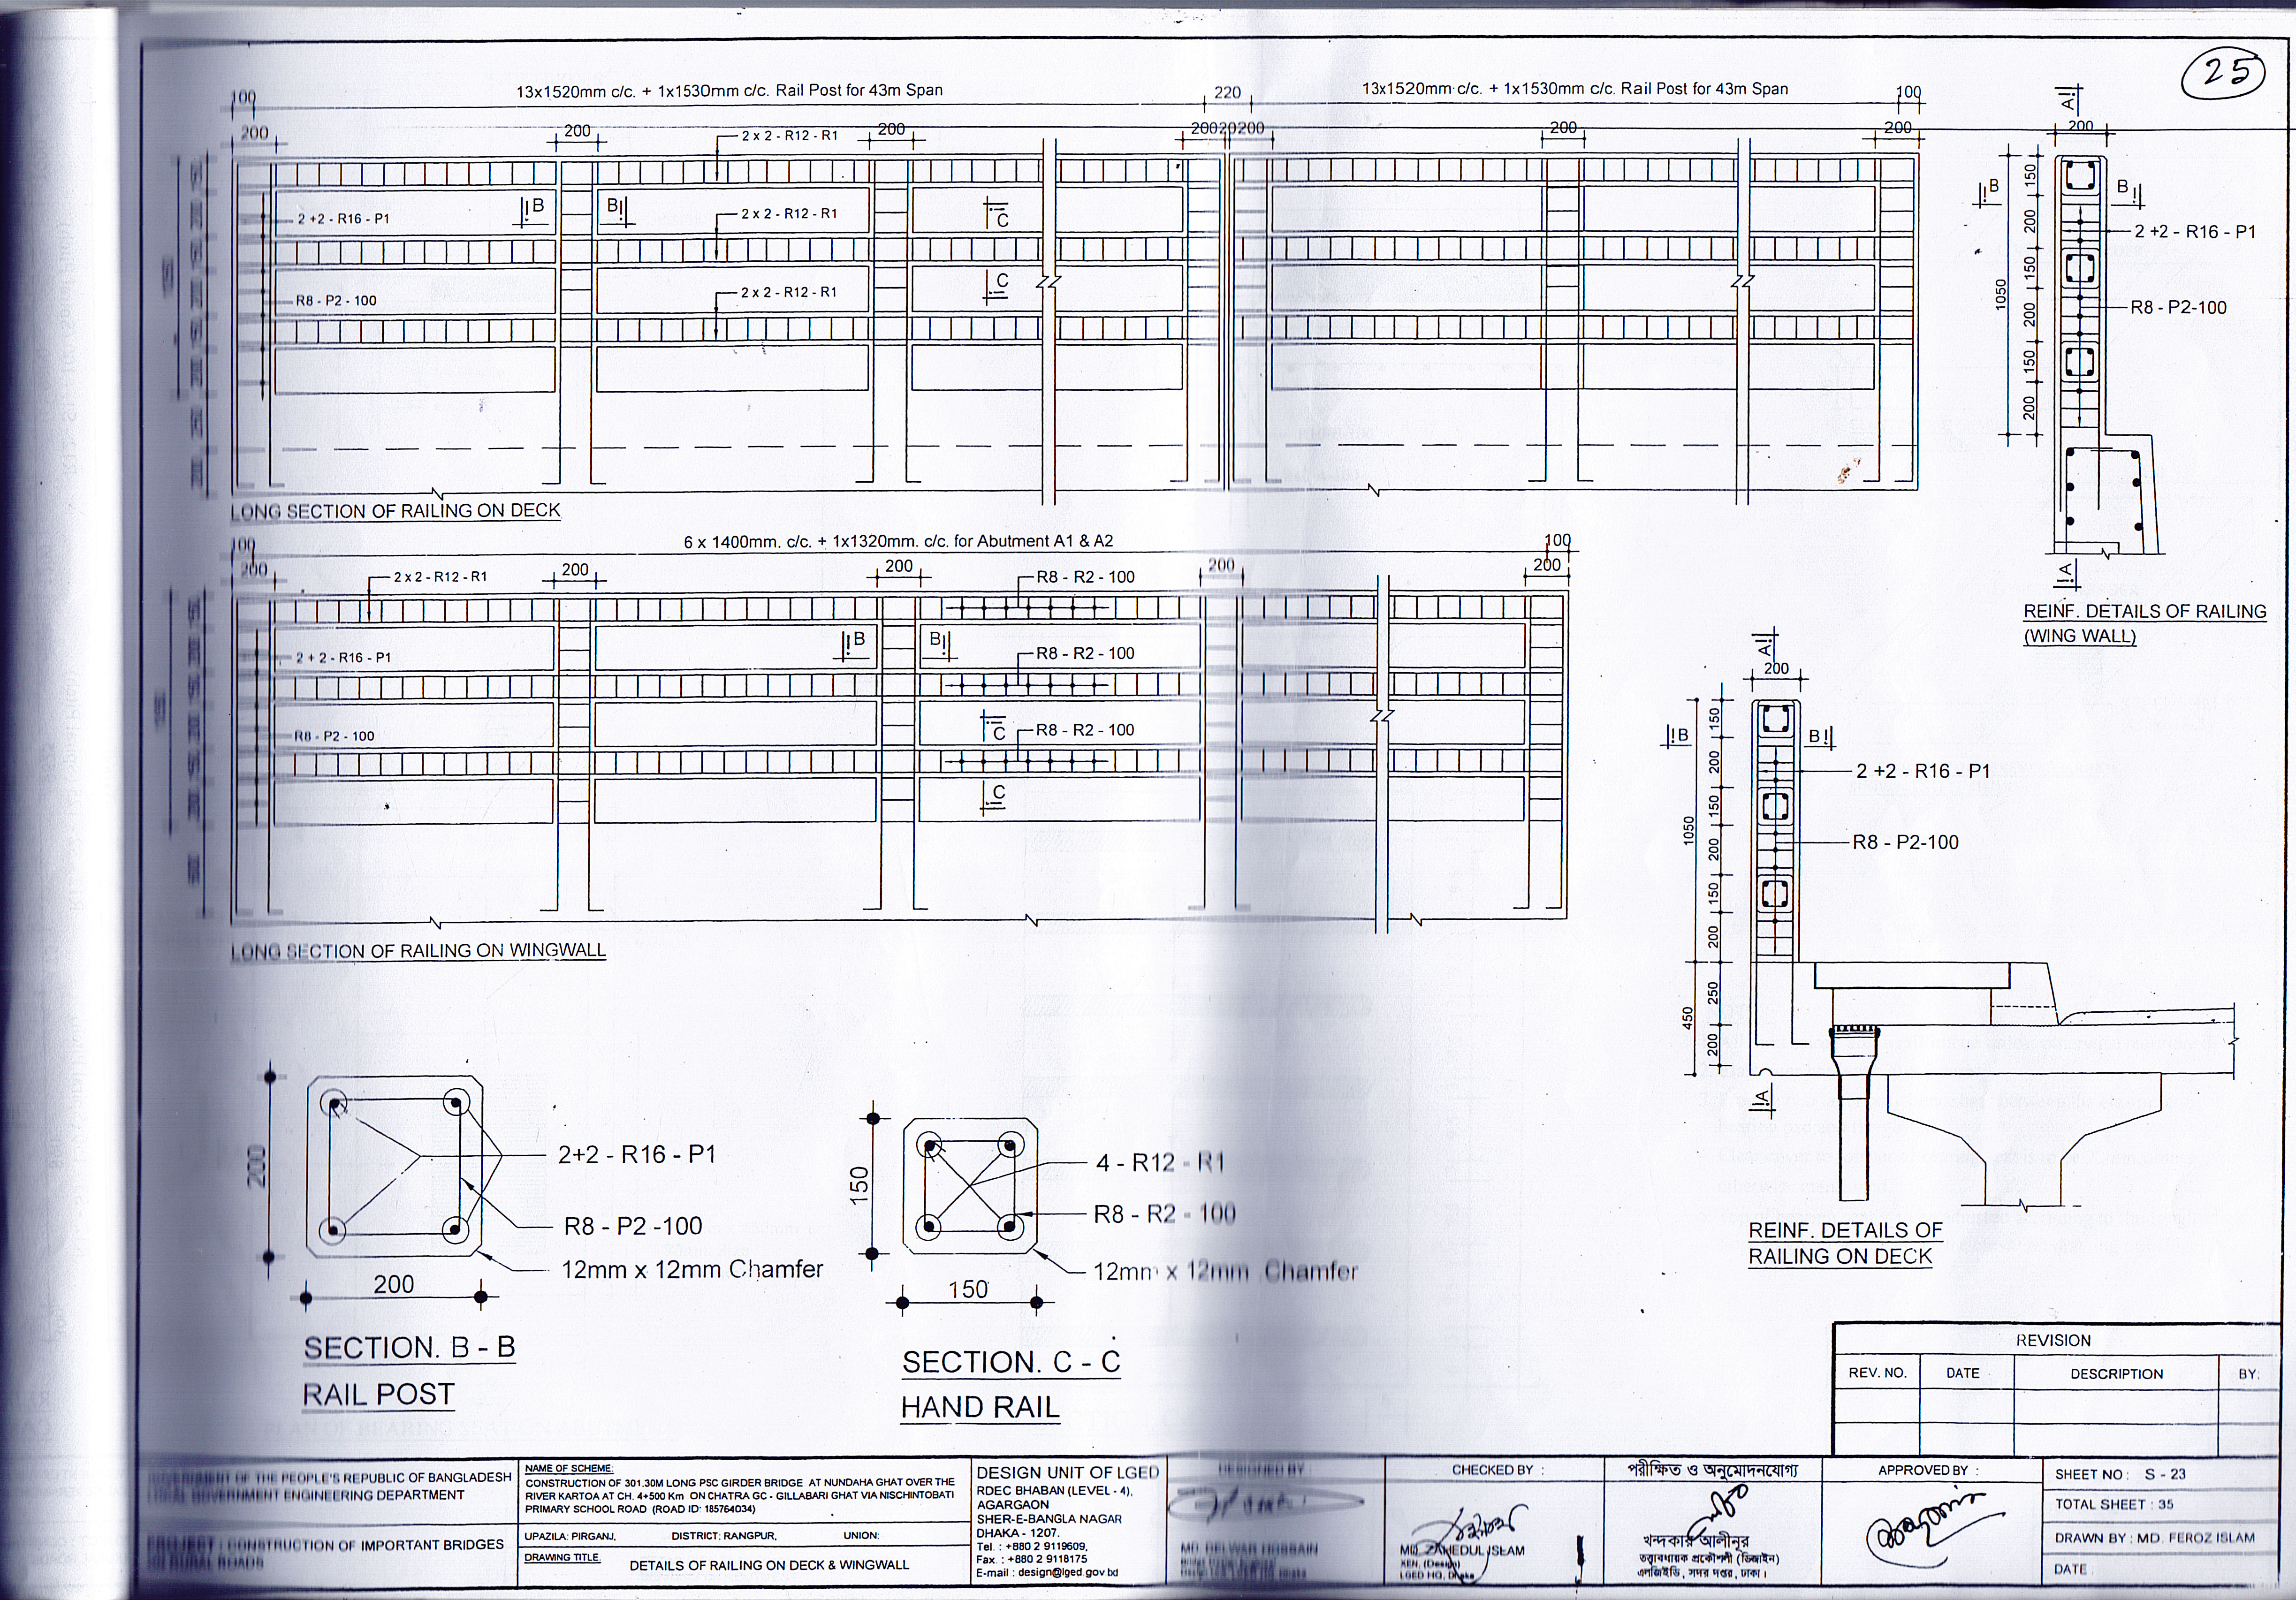 25
13x1520mm c/c. + 1x1530mm c/c. Rail Post for 43m Span
220
13x1520mm c/c. + 1x1530mm c/c. Rail Post for 43m Span
100
100
200
200
2 x 2 - R12 - R1
200
200 20 200
200
200
2 +2 - R16 - P1
B
B
2 x 2 - R12 - R1
C
R8 - P2 - 100
C
2 x 2 - R12 - R1
LONG SECTION OF RAILING ON DECK
A
200
150
B
B
200
2 +2 - R16 - P1
150
1050
200
R8 - P2-100
150
200
A
REINF. DETAILS OF RAILING
(WING WALL)
100
6 x 1400mm. c/c. + 1x1320mm. c/c. for Abutment A1 & A2
100
200
2 x 2 - R12 - R1
200
200
R8 - R2 - 100
200
200
2 + 2 - R16 - P1
B
B
R8 - R2 - 100
R8 - P2 - 100
C
R8 - R2 - 100
C
LONG SECTION OF RAILING ON WINGWALL
A
200
150
B
B
200
2 +2 - R16 - P1
150
1050
200
R8 - P2-100
150
200
450
250
200
A
REINF. DETAILS OF
RAILING ON DECK
200
2+2 - R16 - P1
R8 - P2 -100
12mm x 12mm Chamfer
200
SECTION. B - B
RAIL POST
150
4 - R12 - R1
R8 - R2 - 100
12mm x 12mm Chamfer
150
SECTION. C - C
HAND RAIL
REVISION
REV. NO. DATE DESCRIPTION BY:
GOVERNMENT OF THE PEOPLE'S REPUBLIC OF BANGLADESH
LOCAL GOVERNMENT ENGINEERING DEPARTMENT
PROJECT : CONSTRUCTION OF IMPORTANT BRIDGES
ON RURAL ROADS
NAME OF SCHEME:
CONSTRUCTION OF 301.30M LONG PSC GIRDER BRIDGE AT NUNDAHA GHAT OVER THE
RIVER KARTOA AT CH. 4+500 Km ON CHATRA GC - GILLABARI GHAT VIA NISCHINTOBATI
PRIMARY SCHOOL ROAD (ROAD ID: 185764034)
UPAZILA: PIRGANJ, DISTRICT: RANGPUR, UNION:
DRAWING TITLE
DETAILS OF RAILING ON DECK & WINGWALL
DESIGN UNIT OF LGED
RDEC BHABAN (LEVEL - 4),
AGARGAON
SHER-E-BANGLA NAGAR
DHAKA - 1207.
Tel. : +880 2 9119609,
Fax. : +880 2 9118175
E-mail : design@lged.gov.bd
DESIGNED BY :
MD. DELWAR HOSSAIN
CHECKED BY :
MD. ZAHEDUL ISLAM
XEN. (Design)
LGED HQ, Dhaka
পরীক্ষিত ও অনুমোদনযোগ্য
খন্দকার আলীনূর
তত্ত্বাবধায়ক প্রকৌশলী (ডিজাইন)
এলজিইডি, সদর দপ্তর, ঢাকা।
APPROVED BY :
SHEET NO: S - 23
TOTAL SHEET : 35
DRAWN BY : MD. FEROZ ISLAM
DATE